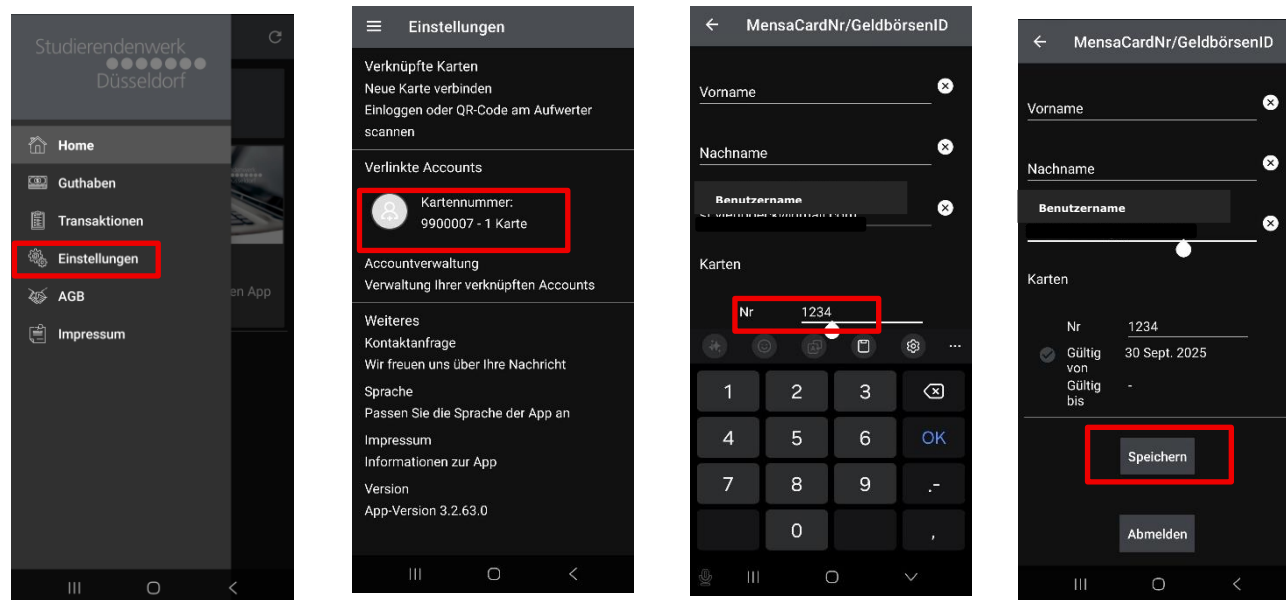 Studierendenwerk
Düsseldorf
Home
Guthaben
Transaktionen
Einstellungen
AGB
Impressum
en App
Einstellungen
Verknüpfte Karten
Neue Karte verbinden
Einloggen oder QR-Code am Aufwerter
scannen
Verlinkte Accounts
Kartennummer:
9900007 - 1 Karte
Accountverwaltung
Verwaltung Ihrer verknüpften Accounts
Weiteres
Kontaktanfrage
Wir freuen uns über Ihre Nachricht
Sprache
Passen Sie die Sprache der App an
Impressum
Informationen zur App
Version
App-Version 3.2.63.0
MensaCardNr/GeldbörsenID
Vorname
Nachname
Benutzername
Karten
Nr 1234
1 2 3
4 5 6 OK
7 8 9 .-
0 ,
MensaCardNr/GeldbörsenID
Vorname
Nachname
Benutzername
Karten
Nr 1234
Gültig 30 Sept. 2025
von
Gültig -
bis
Speichern
Abmelden